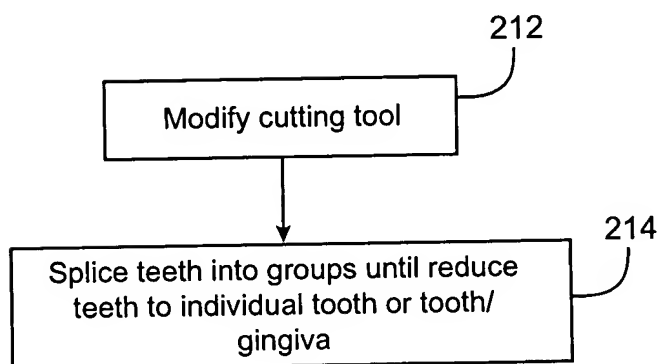 212
Modify cutting tool
214
Splice teeth into groups until reduce
teeth to individual tooth or tooth/
gingiva